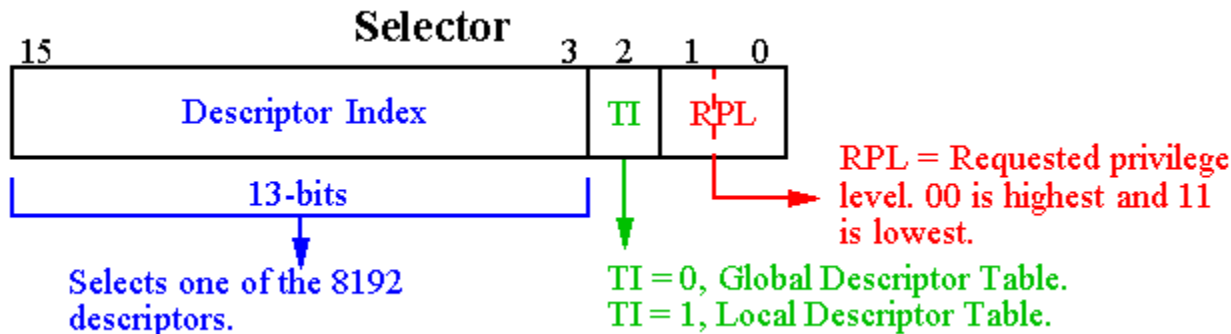 Selector
15 3 2 1 0
Descriptor Index TI RPL
13-bits
RPL = Requested privilege
level. 00 is highest and 11
is lowest.
Selects one of the 8192
descriptors.
TI = 0, Global Descriptor Table.
TI = 1, Local Descriptor Table.